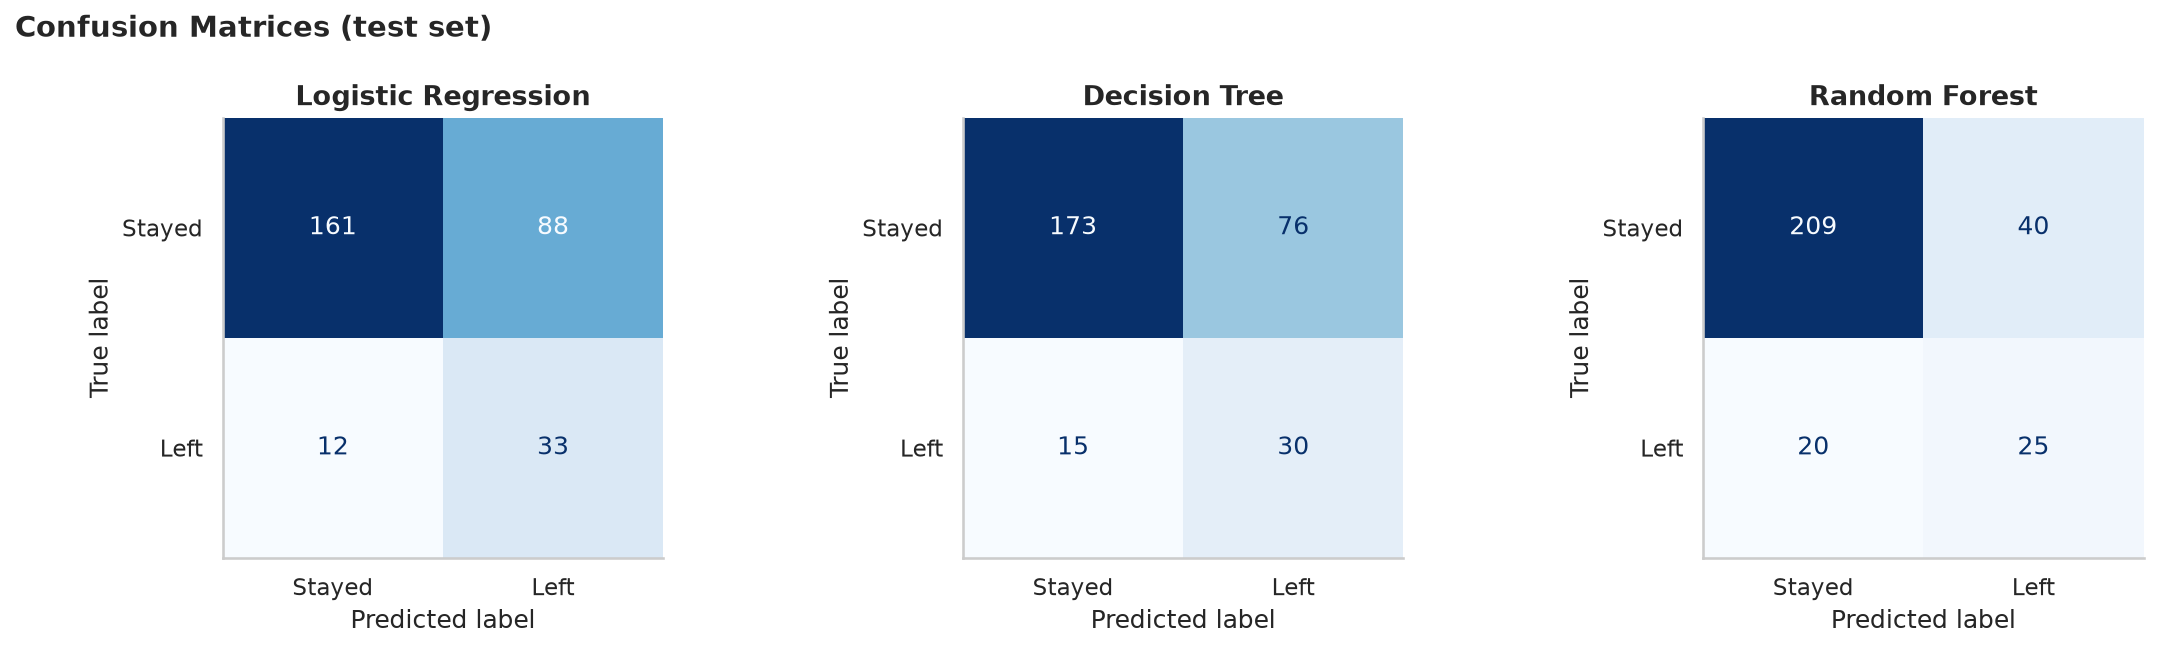 Confusion Matrices (test set)
Logistic Regression
True label
Stayed
161
88
Left
12
33
Stayed
Left
Predicted label
Decision Tree
True label
Stayed
173
76
Left
15
30
Stayed
Left
Predicted label
Random Forest
True label
Stayed
209
40
Left
20
25
Stayed
Left
Predicted label